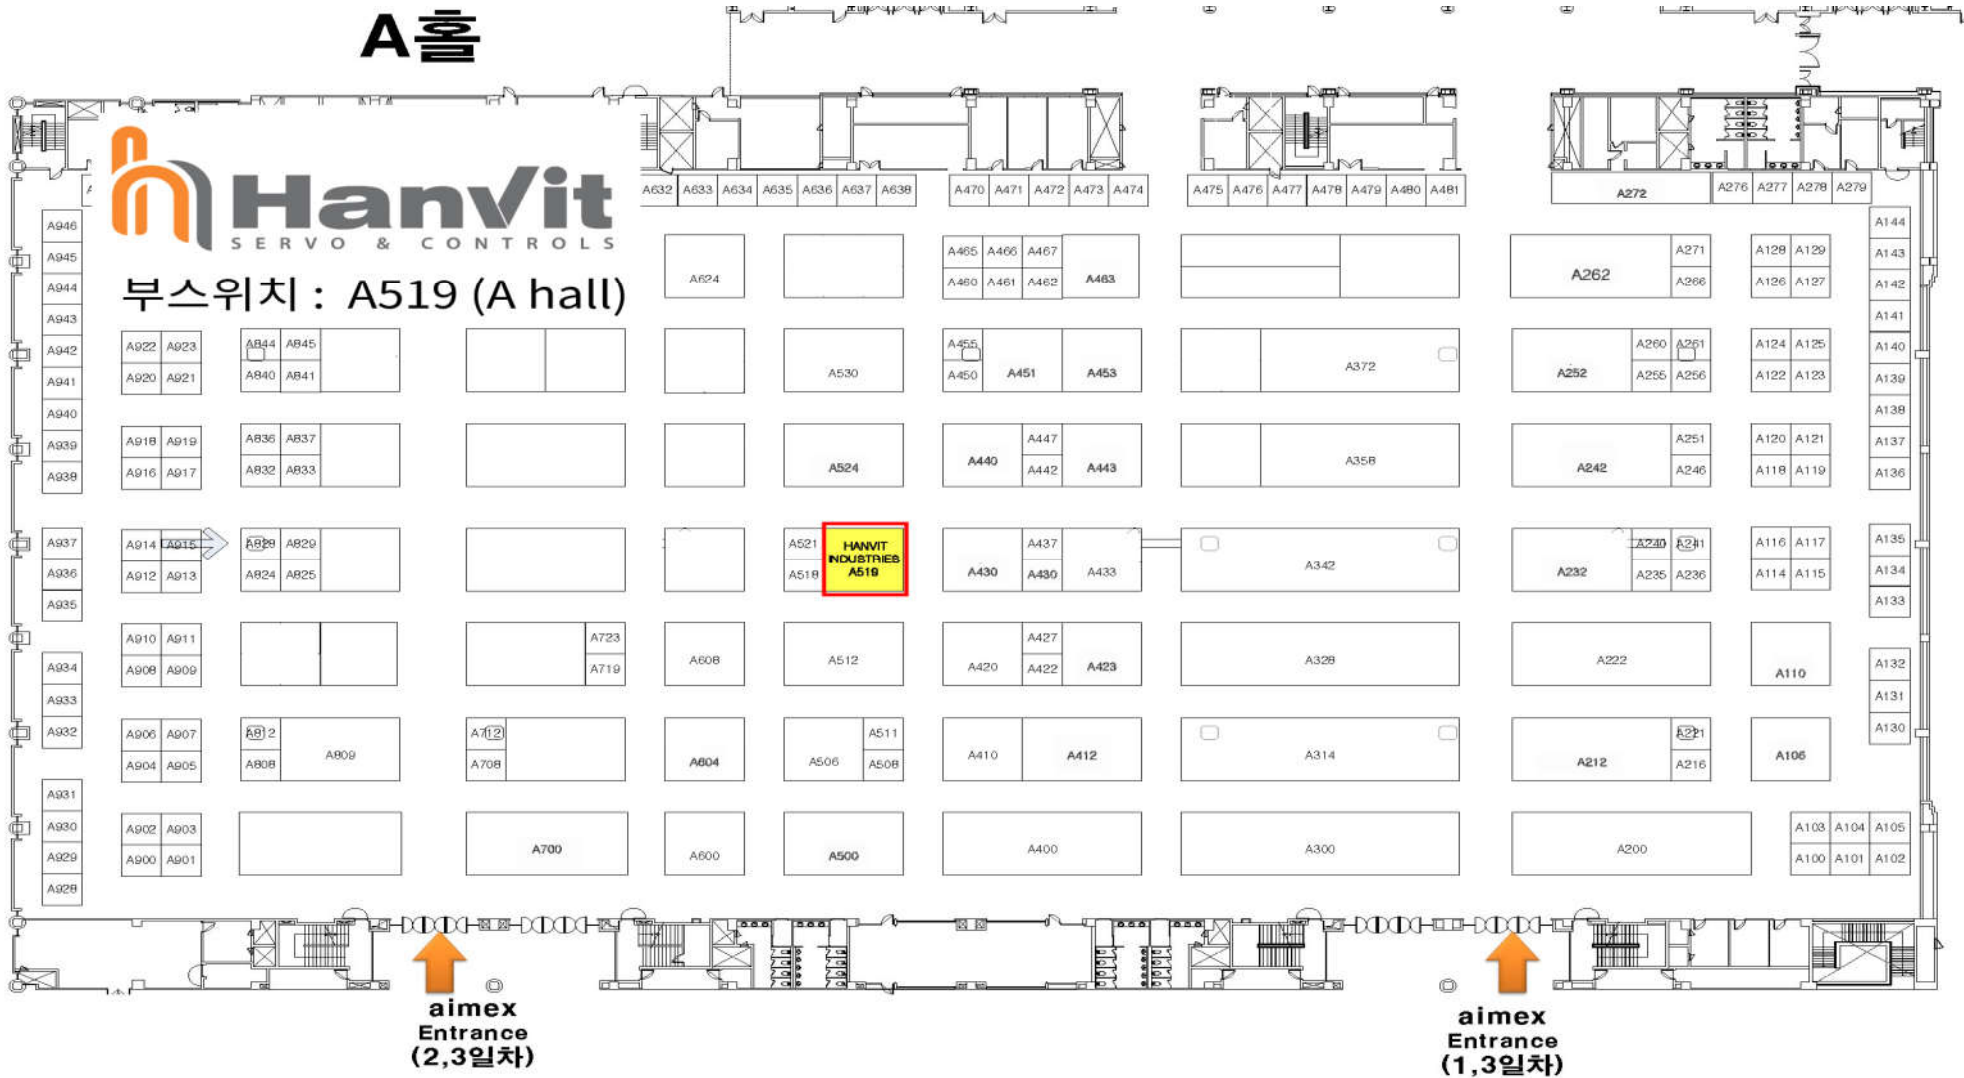 A홀
HanVit
SERVO & CONTROLS
부스위치 : A519 (A hall)
A632 A633 A634 A635 A636 A637 A638 A470 A471 A472 A473 A474 A475 A476 A477 A478 A479 A480 A481 A272 A276 A277 A278 A279
A946 A144
A945 A624 A465 A466 A467 A463 A262 A271 A128 A129 A143
A944 A460 A461 A462 A266 A126 A127 A142
A943 A141
A942 A922 A923 A844 A845 A455 A260 A261 A124 A125 A140
A941 A920 A921 A840 A841 A530 A450 A451 A453 A372 A252 A255 A256 A122 A123 A139
A940 A138
A939 A918 A919 A836 A837 A447 A251 A120 A121 A137
A938 A916 A917 A832 A833 A524 A440 A442 A443 A358 A242 A246 A118 A119 A136
A937 A914 A915 A828 A829 A521 HANVIT A437 A240 A241 A116 A117 A135
INDUSTRIES
A936 A912 A913 A824 A825 A518 A519 A430 A430 A433 A342 A232 A235 A236 A114 A115 A134
A935 A133
A910 A911 A723 A427
A934 A908 A909 A719 A608 A512 A420 A422 A423 A328 A222 A110 A132
A933 A131
A932 A906 A907 A812 A712 A511 A221 A130
A904 A905 A808 A809 A708 A604 A506 A508 A410 A412 A314 A212 A216 A106
A931
A930 A902 A903 A103 A104 A105
A929 A900 A901 A700 A600 A500 A400 A300 A200 A100 A101 A102
A928
aimex
Entrance
(2,3일차)
aimex
Entrance
(1,3일차)